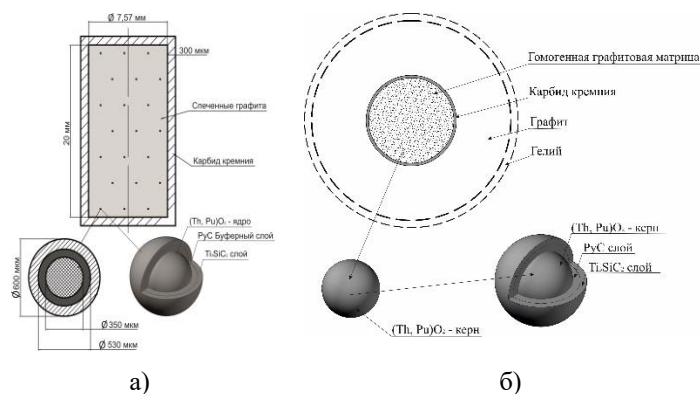 Ø 7,57 мм
300 мкм
20 мм
Спеченные графита
Карбид кремния
(Th, Pu)O₂ - ядро
PyC Буферный слой
Ti₃SiC₂ слой
Ø600 мкм
Ø350 мкм
Ø 530 мкм
а)
Гомогенная графитовая матрица
Карбид кремния
Графит
Гелий
(Th, Pu)O₂ - керн
PyC слой
Ti₃SiC₂ слой
(Th, Pu)O₂ - керн
б)